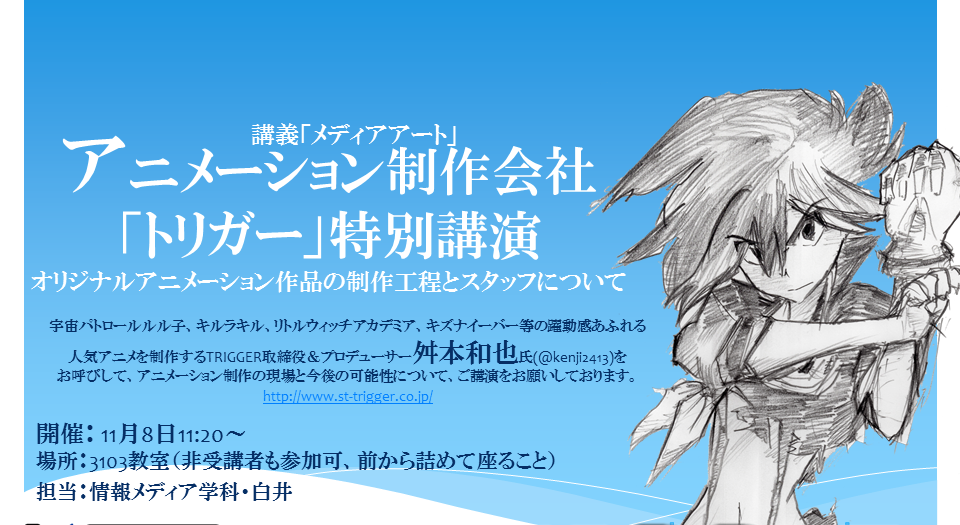 講義「メディアアート」
アニメーション制作会社
「トリガー」特別講演
オリジナルアニメーション作品の制作工程とスタッフについて
宇宙パトロールルル子、キルラキル、リトルウィッチアカデミア、キズナイーバー等の躍動感あふれる
人気アニメを制作するTRIGGER取締役＆プロデューサー舛本和也氏(@kenji2413)を
お呼びして、アニメーション制作の現場と今後の可能性について、ご講演をお願いしております。
http://www.st-trigger.co.jp/
開催： 11月8日11:20～
場所：3103教室（非受講者も参加可、前から詰めて座ること）
担当：情報メディア学科・白井